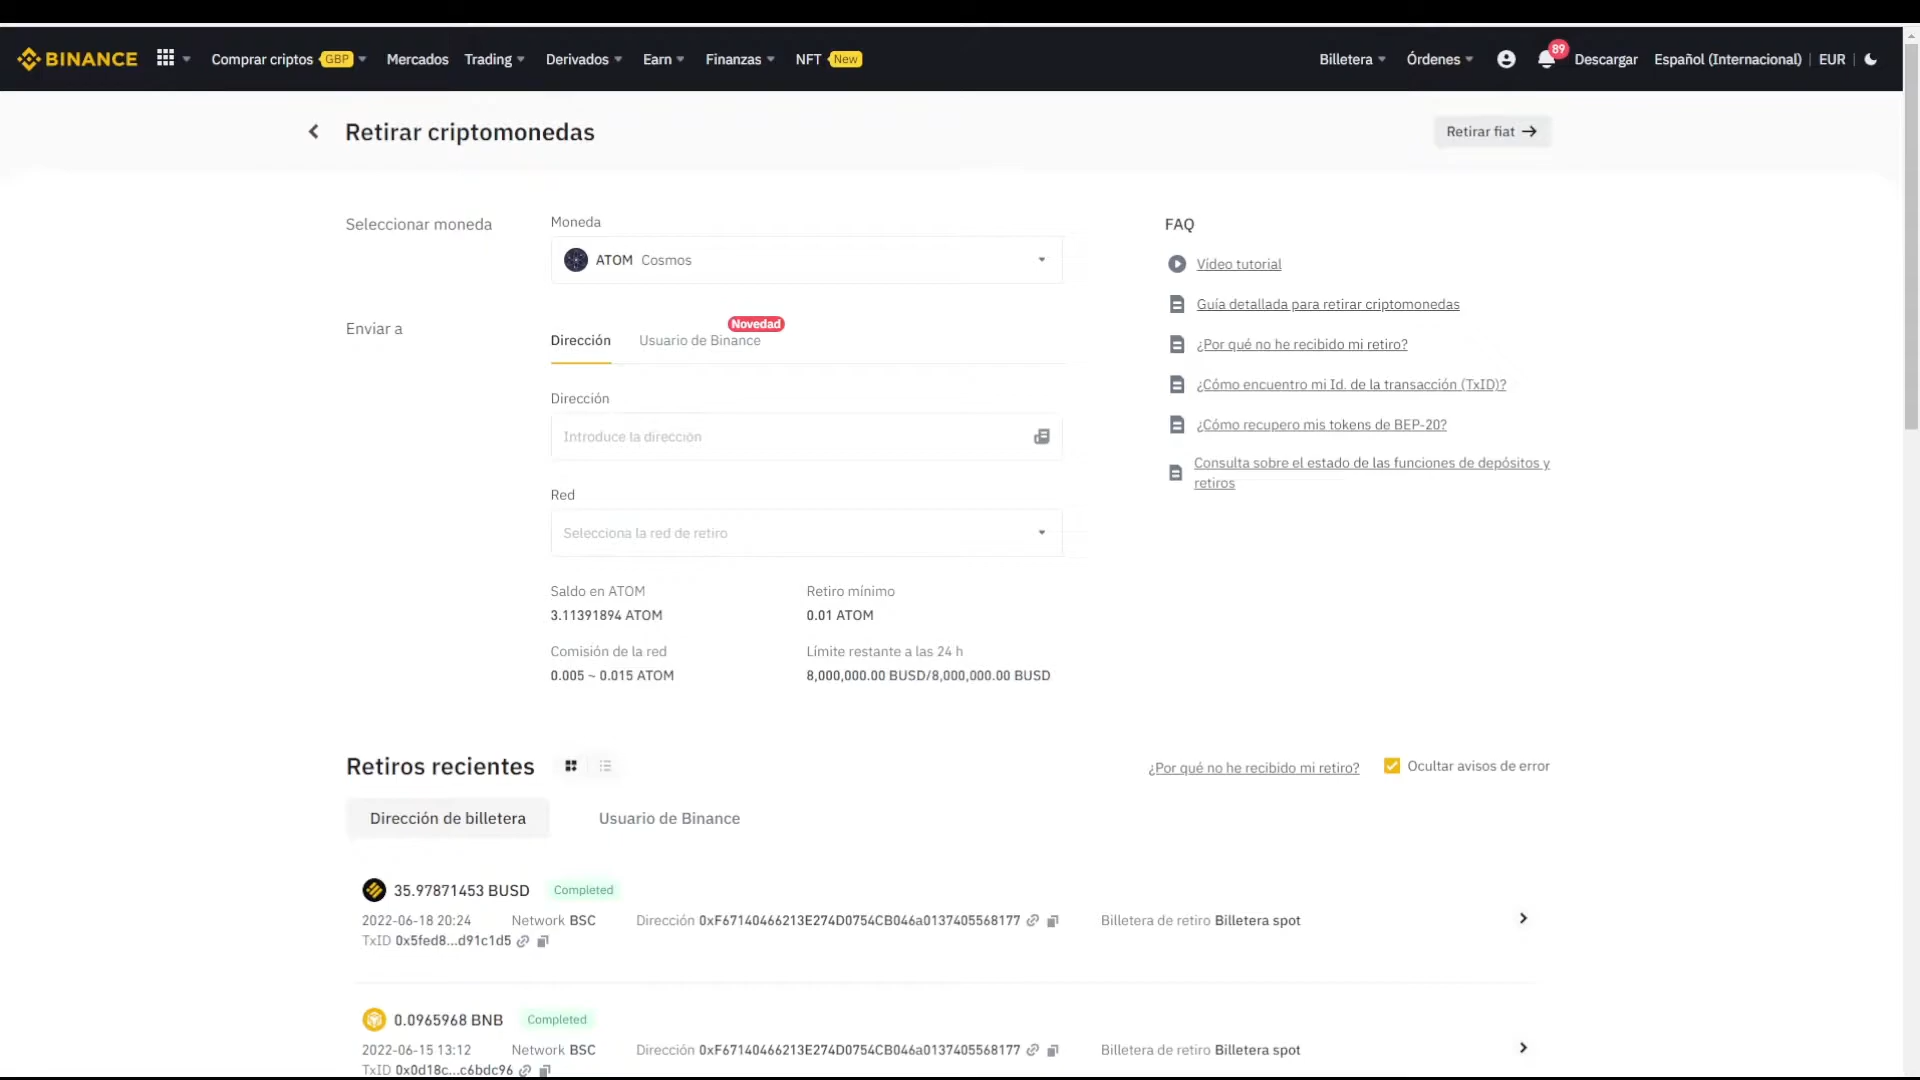 BINANCE
Comprar criptos GBP
Mercados
Trading
Derivados
Earn
Finanzas
NFT New
Billetera
Órdenes
89
Descargar
Español (Internacional)
EUR
Retirar criptomonedas
Retirar fiat →
Seleccionar moneda
Moneda
ATOM Cosmos
Enviar a
Novedad
Dirección
Usuario de Binance
Dirección
Introduce la dirección
Red
Selecciona la red de retiro
Saldo en ATOM
3.11391894 ATOM
Retiro mínimo
0.01 ATOM
Comisión de la red
0.005 ~ 0.015 ATOM
Límite restante a las 24 h
8,000,000.00 BUSD/8,000,000.00 BUSD
FAQ
Vídeo tutorial
Guía detallada para retirar criptomonedas
¿Por qué no he recibido mi retiro?
¿Cómo encuentro mi Id. de la transacción (TxID)?
¿Cómo recupero mis tokens de BEP-20?
Consulta sobre el estado de las funciones de depósitos y
retiros
Retiros recientes
¿Por qué no he recibido mi retiro?
Ocultar avisos de error
Dirección de billetera
Usuario de Binance
35.97871453 BUSD Completed
2022-06-18 20:24 Network BSC Dirección 0xF67140466213E274D0754CB046a0137405568177 Billetera de retiro Billetera spot
TxID 0x5fed8...d91c1d5
0.0965968 BNB Completed
2022-06-15 13:12 Network BSC Dirección 0xF67140466213E274D0754CB046a0137405568177 Billetera de retiro Billetera spot
TxID 0x0d18c...c6bdc96